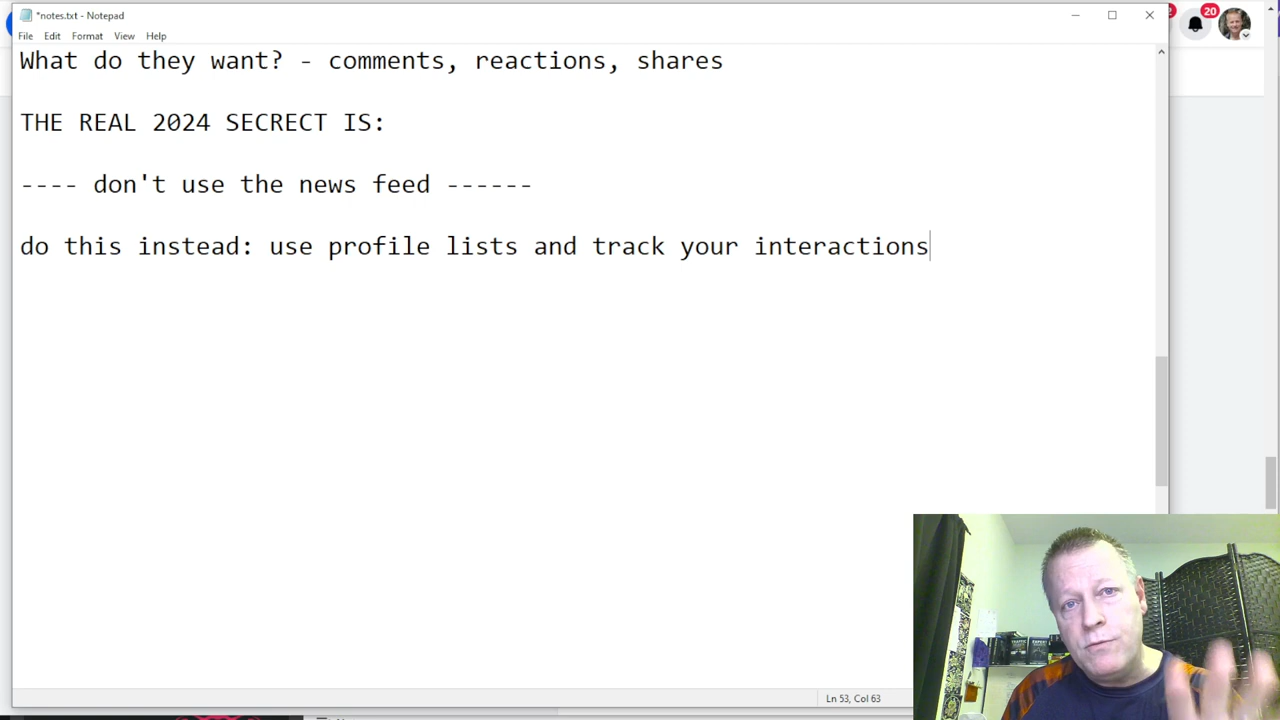 *notes.txt - Notepad
20
File Edit Format View Help
What do they want? - comments, reactions, shares
THE REAL 2024 SECRECT IS:
---- don't use the news feed ------
do this instead: use profile lists and track your interactions
Ln 53, Col 63